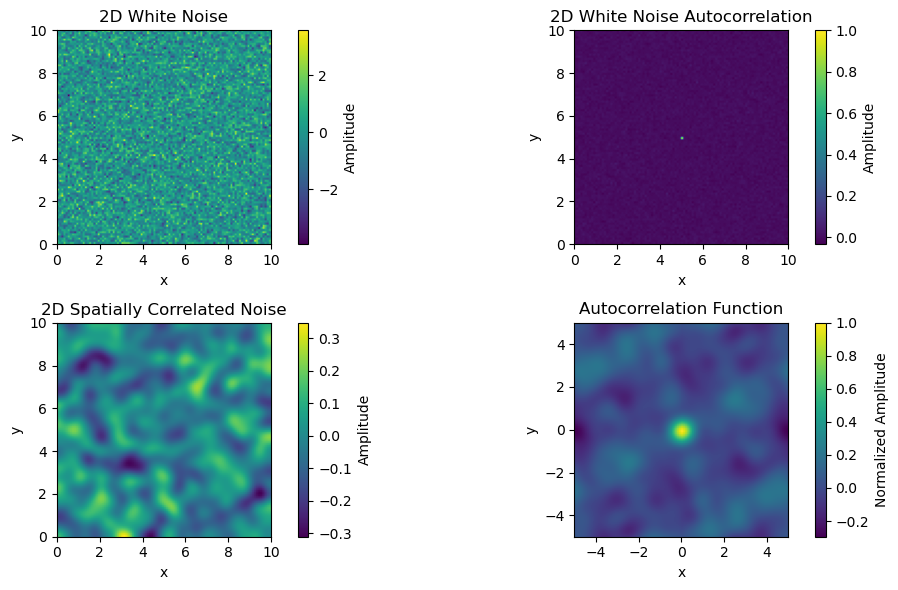 2D White Noise
10
8
6
4
2
0
y
0 2 4 6 8 10
x
2
0
−2
Amplitude
2D White Noise Autocorrelation
10
8
6
4
2
0
y
0 2 4 6 8 10
x
1.0
0.8
0.6
0.4
0.2
0.0
Amplitude
2D Spatially Correlated Noise
10
8
6
4
2
0
y
0 2 4 6 8 10
x
0.3
0.2
0.1
0.0
−0.1
−0.2
−0.3
Amplitude
Autocorrelation Function
4
2
0
−2
−4
y
−4 −2 0 2 4
x
1.0
0.8
0.6
0.4
0.2
0.0
−0.2
Normalized Amplitude